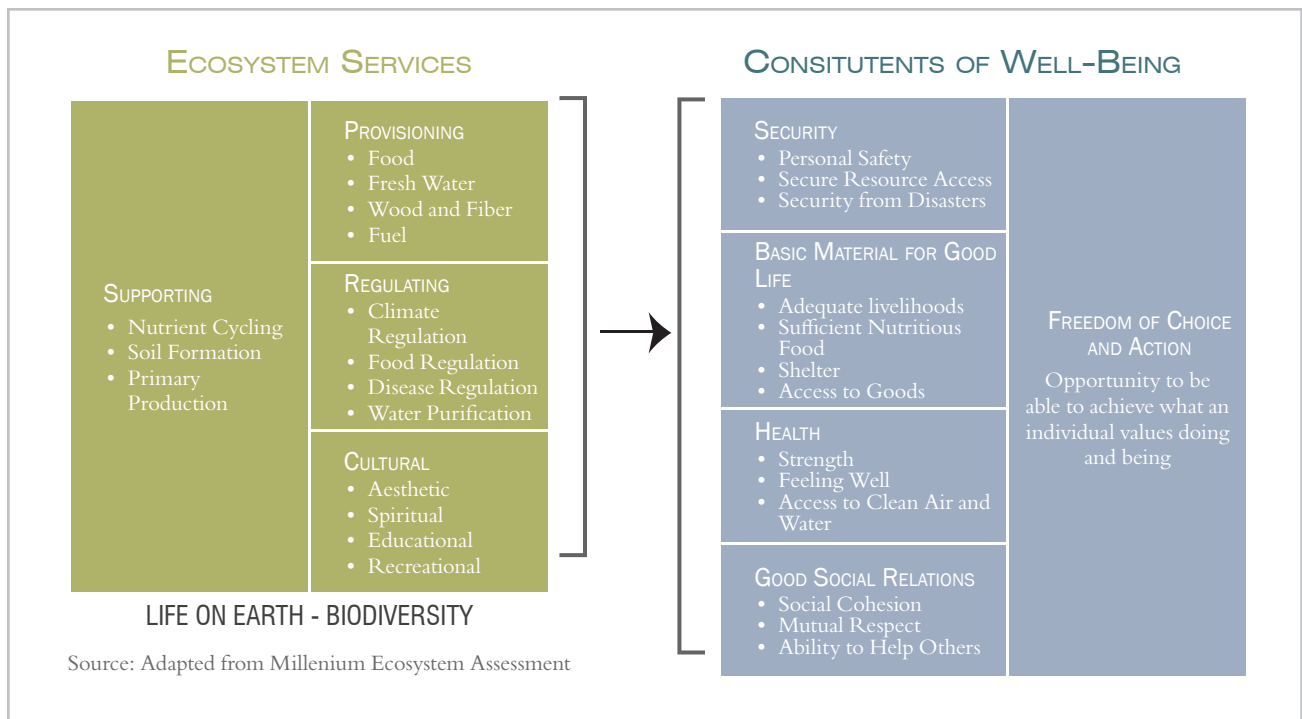 ECOSYSTEM SERVICES
SUPPORTING
• Nutrient Cycling
• Soil Formation
• Primary
Production
PROVISIONING
• Food
• Fresh Water
• Wood and Fiber
• Fuel
REGULATING
• Climate
Regulation
• Food Regulation
• Disease Regulation
• Water Purification
CULTURAL
• Aesthetic
• Spiritual
• Educational
• Recreational
LIFE ON EARTH - BIODIVERSITY
Source: Adapted from Millenium Ecosystem Assessment
CONSITUTENTS OF WELL-BEING
SECURITY
• Personal Safety
• Secure Resource Access
• Security from Disasters
BASIC MATERIAL FOR GOOD
LIFE
• Adequate livelihoods
• Sufficient Nutritious
Food
• Shelter
• Access to Goods
HEALTH
• Strength
• Feeling Well
• Access to Clean Air and
Water
GOOD SOCIAL RELATIONS
• Social Cohesion
• Mutual Respect
• Ability to Help Others
FREEDOM OF CHOICE
AND ACTION
Opportunity to be
able to achieve what an
individual values doing
and being